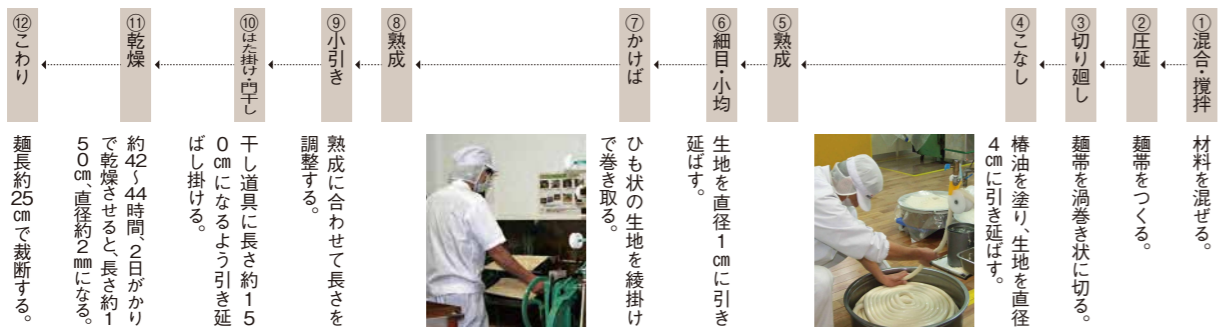 ①混合・撹拌
材料を混ぜる。
②圧延
麺帯をつくる。
③切り廻し
麺帯を渦巻き状に切る。
④こなし
椿油を塗り、生地を直径
4㎝に引き延ばす。
⑤熟成
⑥細目・小均
生地を直径1㎝に引き
延ばす。
⑦かけば
ひも状の生地を綾掛け
で巻き取る。
⑧熟成
⑨小引き
熟成に合わせて長さを
調整する。
⑩はた掛け・門干し
干し道具に長さ約15
0㎝になるよう引き延
ばし掛ける。
⑪乾燥
約42〜44時間、2日がかり
で乾燥させると、長さ約1
50㎝、直径約2㎜になる。
⑫こわり
麺長約25㎝で裁断する。